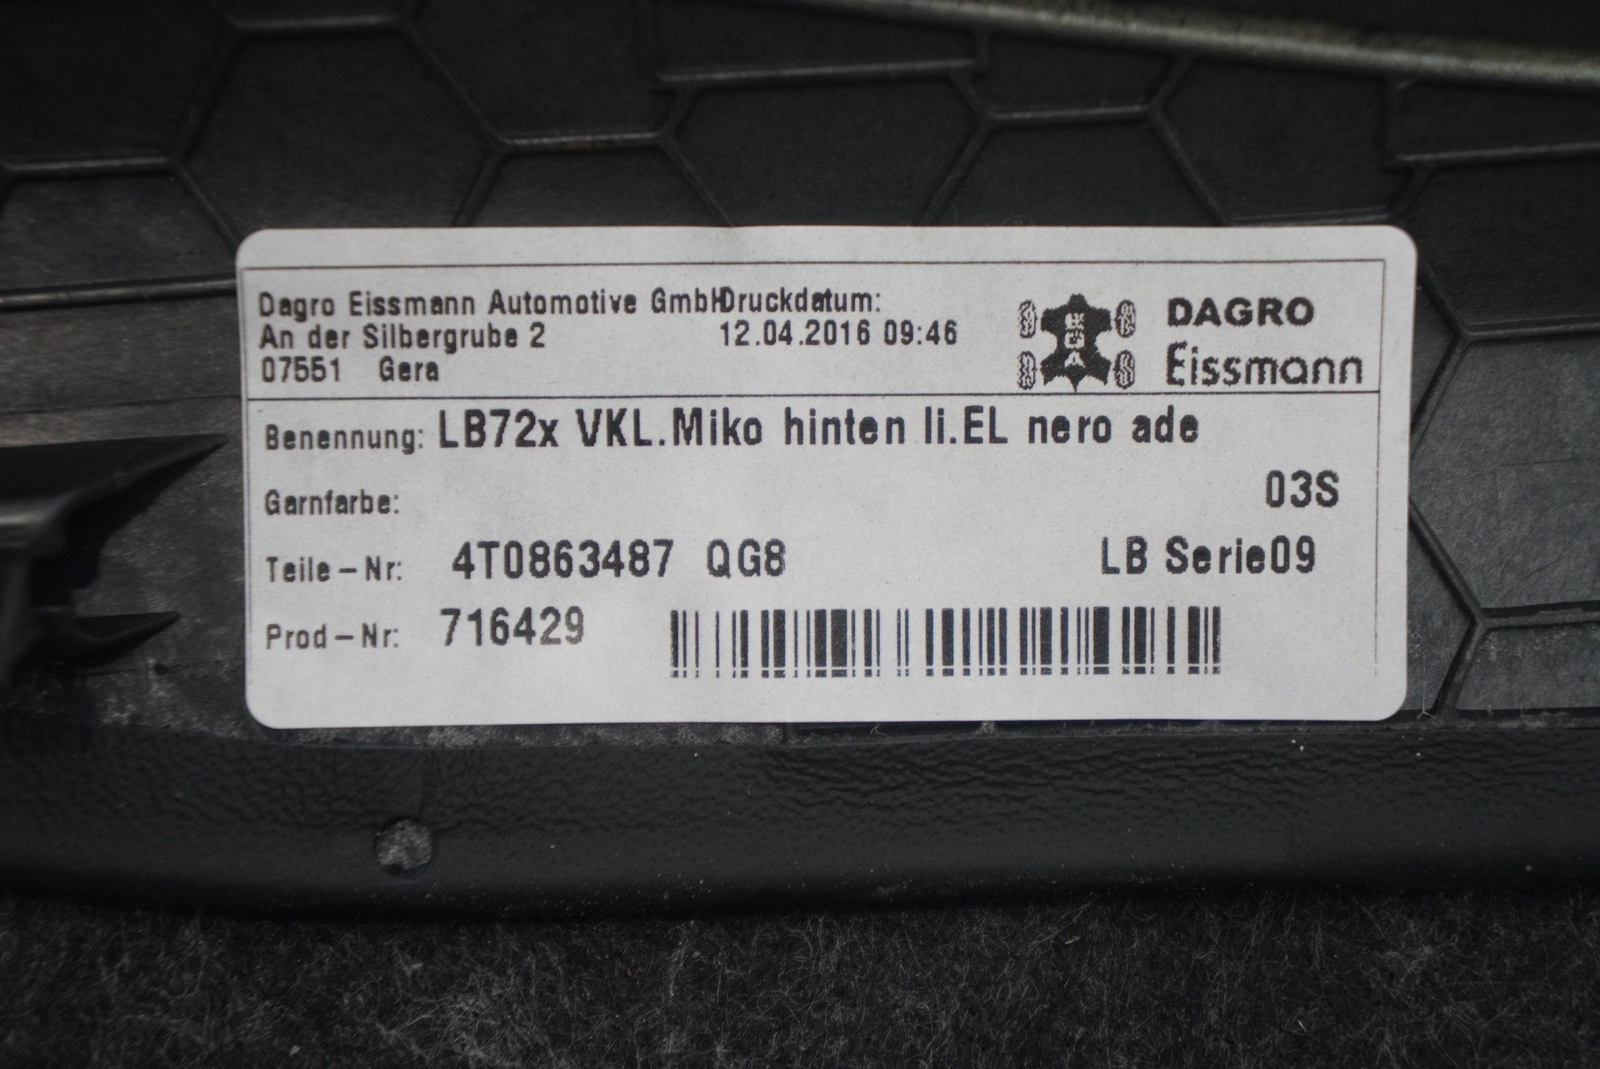 Dagro Eissmann Automotive GmbH Druckdatum:
An der Silbergrube 2 12.04.2016 09:46
07551 Gera
DAGRO
Eissmann
Benennung: LB72x VKL.Miko hinten li.EL nero ade
Garnfarbe: 03S
Teile-Nr: 4T0863487 QG8 LB Serie09
Prod-Nr: 716429